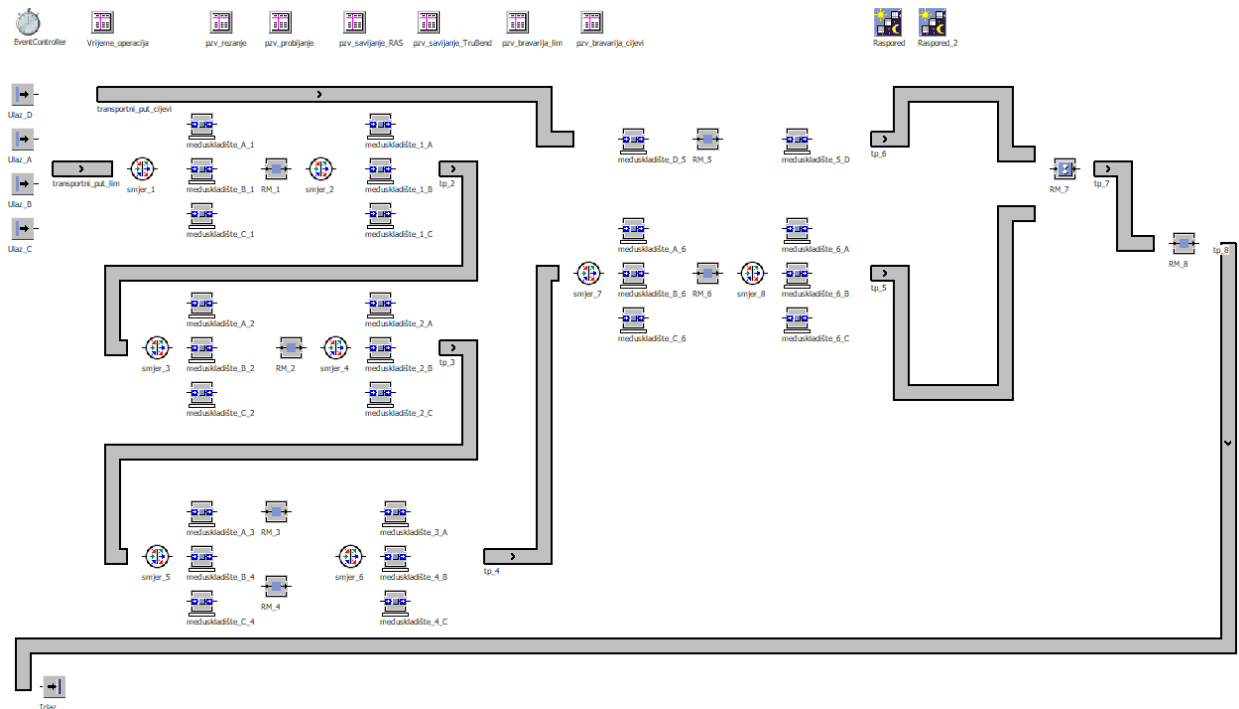 EventController Vrijeme_operacija pzv_rezanje pzv_probijanje pzv_savijanje_RAS pzv_savijanje_TruBend pzv_bravarija_lim pzv_bravarija_cijevi Raspored Raspored_2
transportni_put_cijevi
Ulaz_D
međuskladište_A_1 međuskladište_1_A
međuskladište_D_5 RM_5 međuskladište_5_D tp_6
Ulaz_A
transportni_put_lim smjer_1 međuskladište_B_1 RM_1 smjer_2 međuskladište_1_B tp_2
RM_7 tp_7
Ulaz_B
međuskladište_C_1 međuskladište_1_C
Ulaz_C
međuskladište_A_6 međuskladište_6_A
RM_8 tp_8
smjer_7 međuskladište_B_6 RM_6 smjer_8 međuskladište_6_B tp_5
međuskladište_A_2 međuskladište_2_A
međuskladište_C_6 međuskladište_6_C
smjer_3 međuskladište_B_2 RM_2 smjer_4 međuskladište_2_B tp_3
međuskladište_C_2 međuskladište_2_C
međuskladište_A_3 RM_3 međuskladište_3_A
smjer_5 međuskladište_B_4 smjer_6 međuskladište_4_B tp_4
RM_4
međuskladište_C_4 međuskladište_4_C
Izlaz